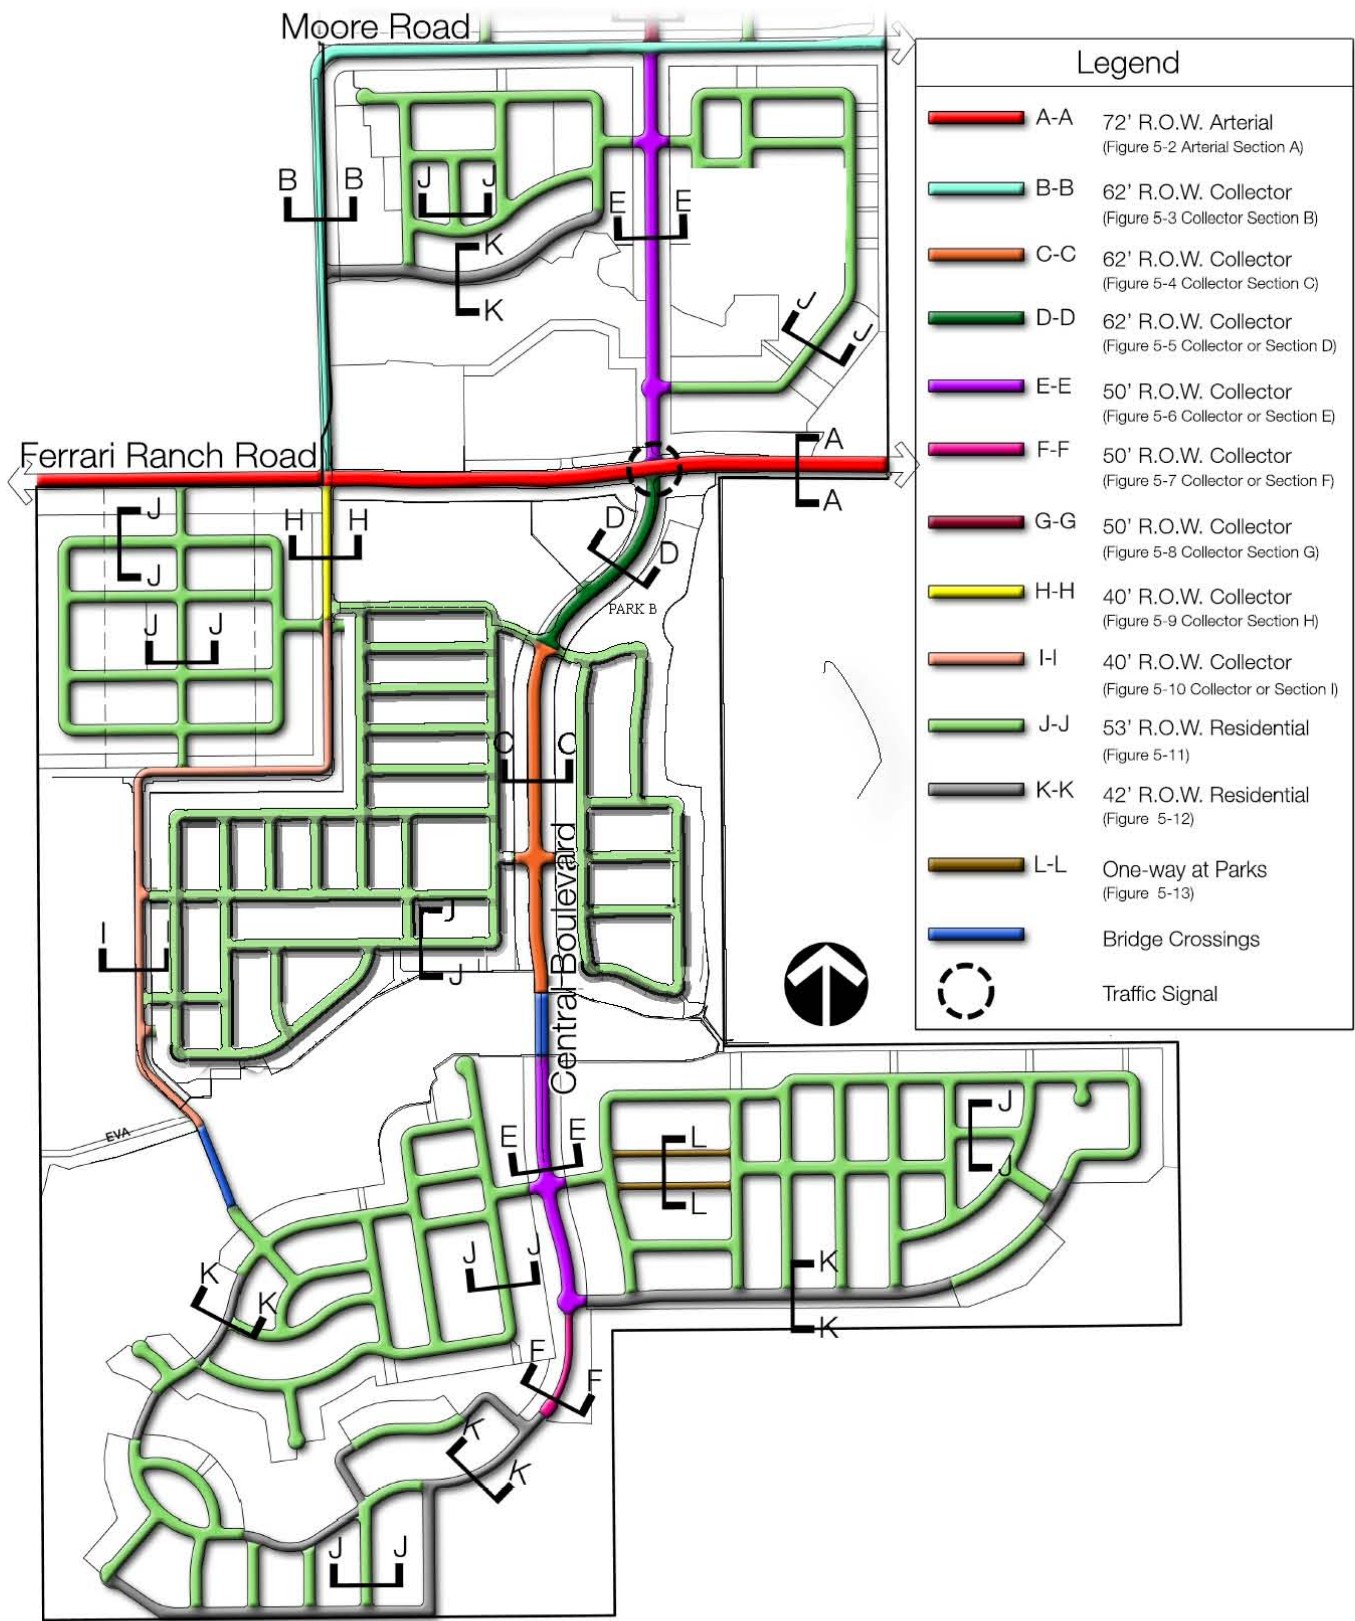 Moore Road
Legend
A-A 72' R.O.W. Arterial
(Figure 5-2 Arterial Section A)
B-B 62' R.O.W. Collector
(Figure 5-3 Collector Section B)
C-C 62' R.O.W. Collector
(Figure 5-4 Collector Section C)
D-D 62' R.O.W. Collector
(Figure 5-5 Collector or Section D)
E-E 50' R.O.W. Collector
(Figure 5-6 Collector or Section E)
F-F 50' R.O.W. Collector
(Figure 5-7 Collector or Section F)
G-G 50' R.O.W. Collector
(Figure 5-8 Collector Section G)
H-H 40' R.O.W. Collector
(Figure 5-9 Collector Section H)
I-I 40' R.O.W. Collector
(Figure 5-10 Collector or Section I)
J-J 53' R.O.W. Residential
(Figure 5-11)
K-K 42' R.O.W. Residential
(Figure 5-12)
L-L One-way at Parks
(Figure 5-13)
Bridge Crossings
Traffic Signal
B B
J J
E E
K
K
J
J
Ferrari Ranch Road
A
A
J
J
H H
D
D
PARK B
J J
C C
Central Boulevard
J
J
I I
EVA
E E
L
L
J
J
J J
K
K
K
K
F
F
K
K
J J